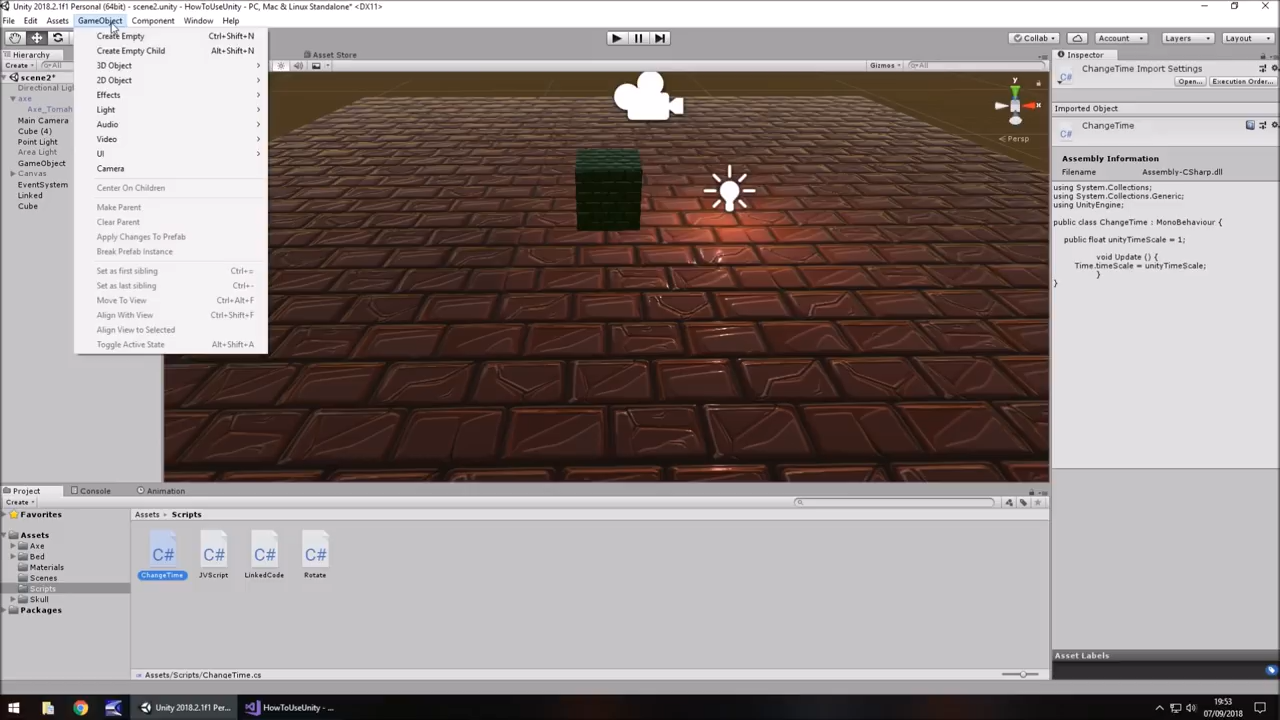 Unity 2018.2.1f1 Personal (64bit) - scene2.unity - HowToUseUnity - PC, Mac & Linux Standalone* <DX11>
File Edit Assets GameObject Component Window Help
Collab Account Layers Layout
Hierarchy
Create All
scene2*
Directional Ligh
axe
Axe_Tomah
Main Camera
Cube (4)
Point Light
Area Light
GameObject
Canvas
EventSystem
Linked
Cube
Create Empty Ctrl+Shift+N
Create Empty Child Alt+Shift+N
3D Object
2D Object
Effects
Light
Audio
Video
UI
Camera
Center On Children
Make Parent
Clear Parent
Apply Changes To Prefab
Break Prefab Instance
Set as first sibling Ctrl+=
Set as last sibling Ctrl+-
Move To View Ctrl+Alt+F
Align With View Ctrl+Shift+F
Align View to Selected
Toggle Active State Alt+Shift+A
Asset Store
Gizmos All
y
x
Persp
Inspector
C# ChangeTime Import Settings
Open... Execution Order...
Imported Object
C# ChangeTime
Assembly Information
Filename Assembly-CSharp.dll
using System.Collections;
using System.Collections.Generic;
using UnityEngine;
public class ChangeTime : MonoBehaviour {
public float unityTimeScale = 1;
void Update () {
Time.timeScale = unityTimeScale;
}
}
Project Console Animation
Create
Favorites
Assets
Axe
Bed
Materials
Scenes
Scripts
Skull
Packages
Assets Scripts
C# C# C# C#
ChangeTime JVScript LinkedCode Rotate
Assets/Scripts/ChangeTime.cs
Asset Labels
Unity 2018.2.1f1 Per... HowToUseUnity - ...
19:53
07/09/2018